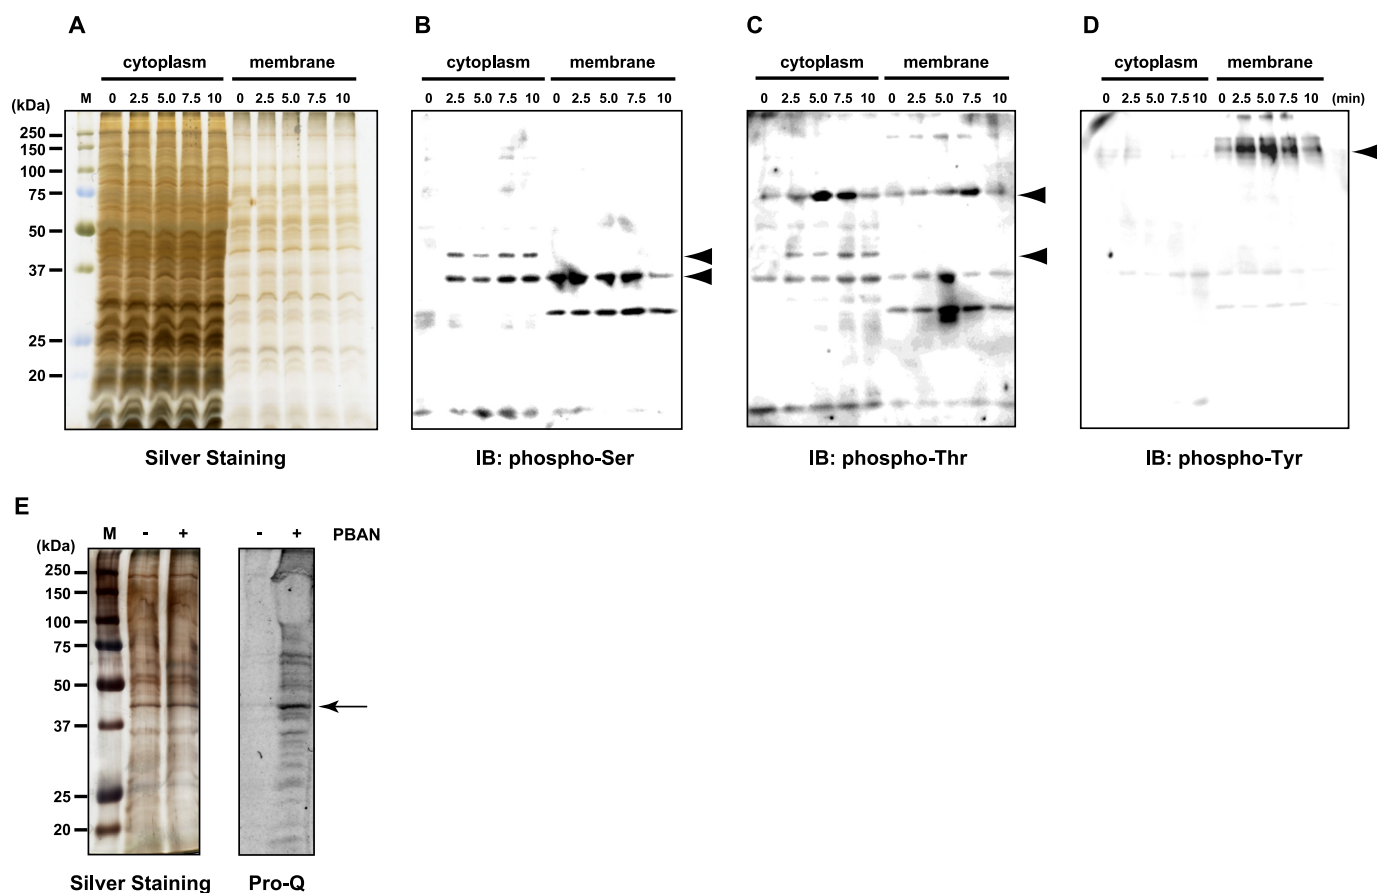 A B C D
cytoplasm membrane cytoplasm membrane cytoplasm membrane cytoplasm membrane
(kDa) M 0 2.5 5.0 7.5 10 0 2.5 5.0 7.5 10 0 2.5 5.0 7.5 10 0 2.5 5.0 7.5 10 0 2.5 5.0 7.5 10 0 2.5 5.0 7.5 10 0 2.5 5.0 7.5 10 0 2.5 5.0 7.5 10 (min)
250
150
100
75
50
37
25
20
Silver Staining IB: phospho-Ser IB: phospho-Thr IB: phospho-Tyr
E
(kDa) M - + - + PBAN
250
150
100
75
50
37
25
20
Silver Staining Pro-Q